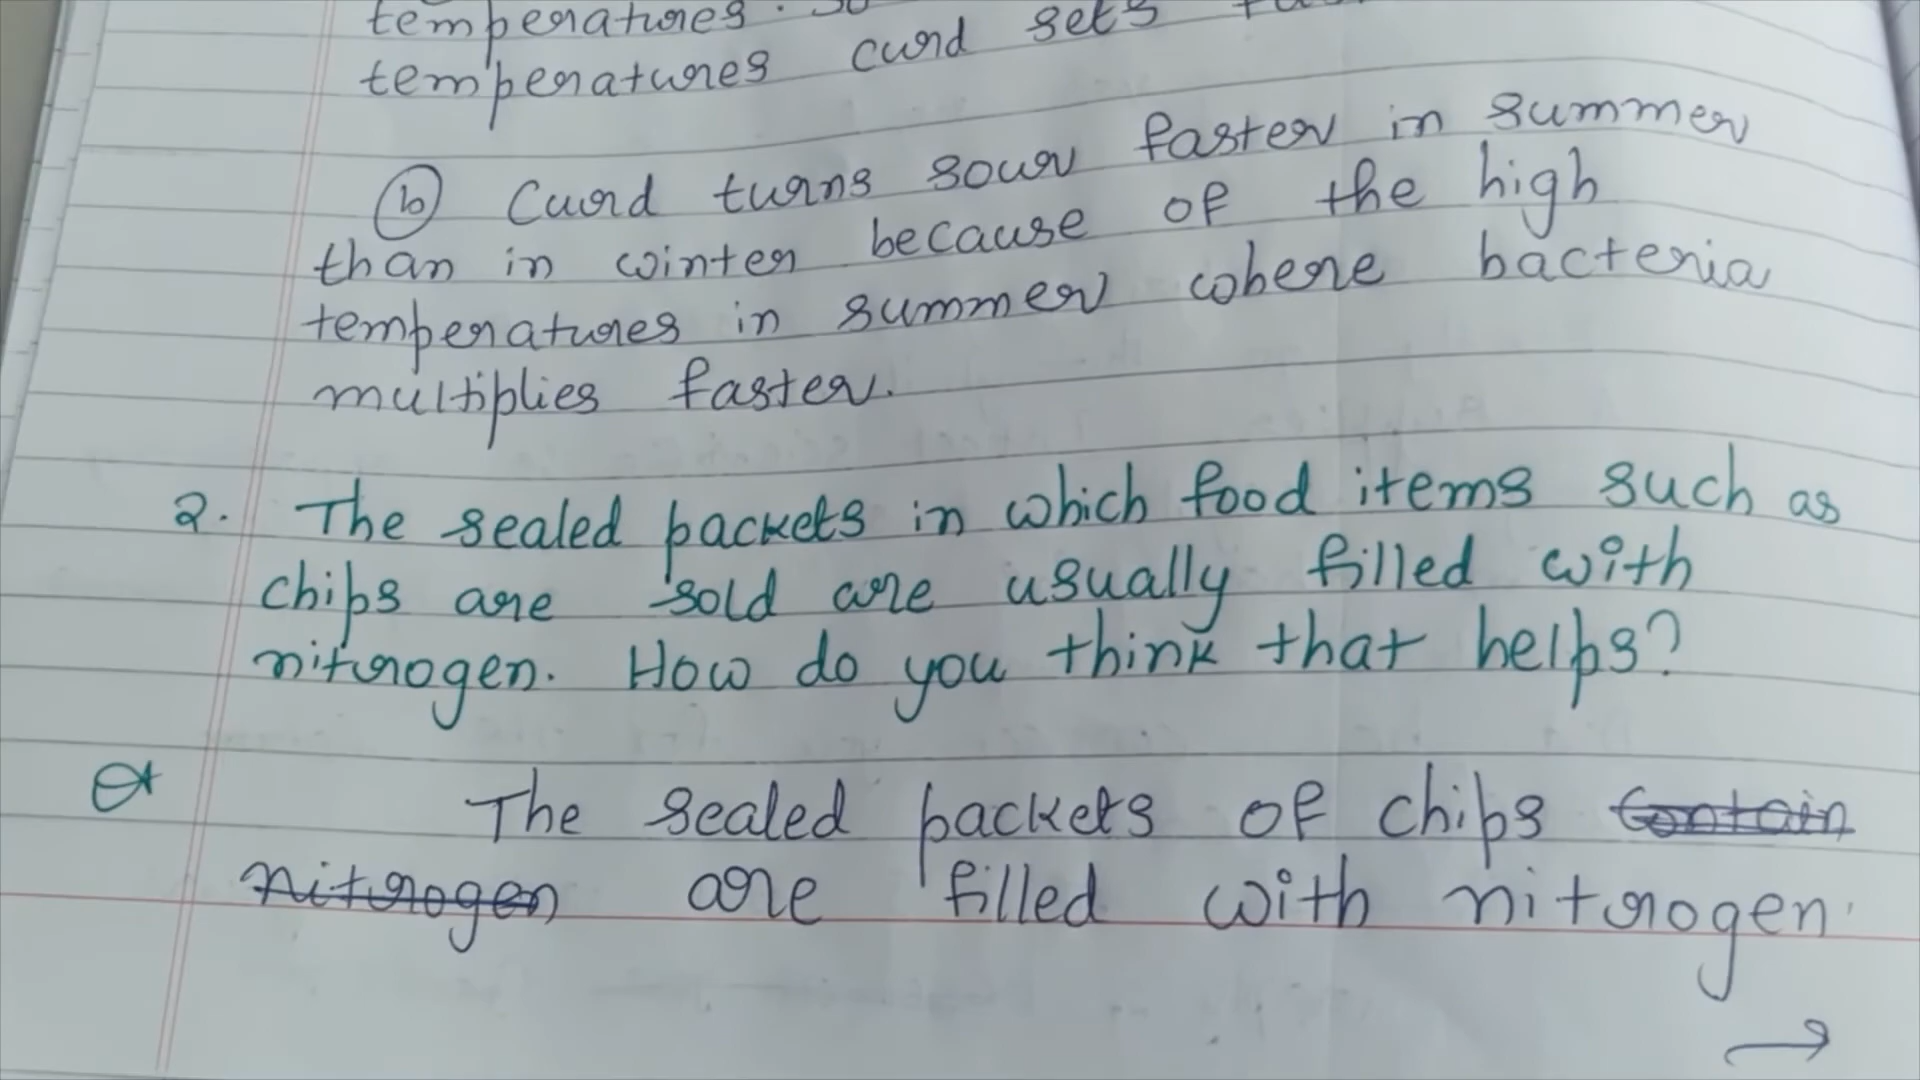 temperatures. So
temperatures curd sets
(b) Curd turns sour faster in summer
than in winter because of the high
temperatures in summer where bacteria
multiplies faster.
2. The sealed packets in which food items such as
chips are sold are usually filled with
nitrogen. How do you think that helps?
The sealed packets of chips contain
nitrogen are filled with nitrogen.